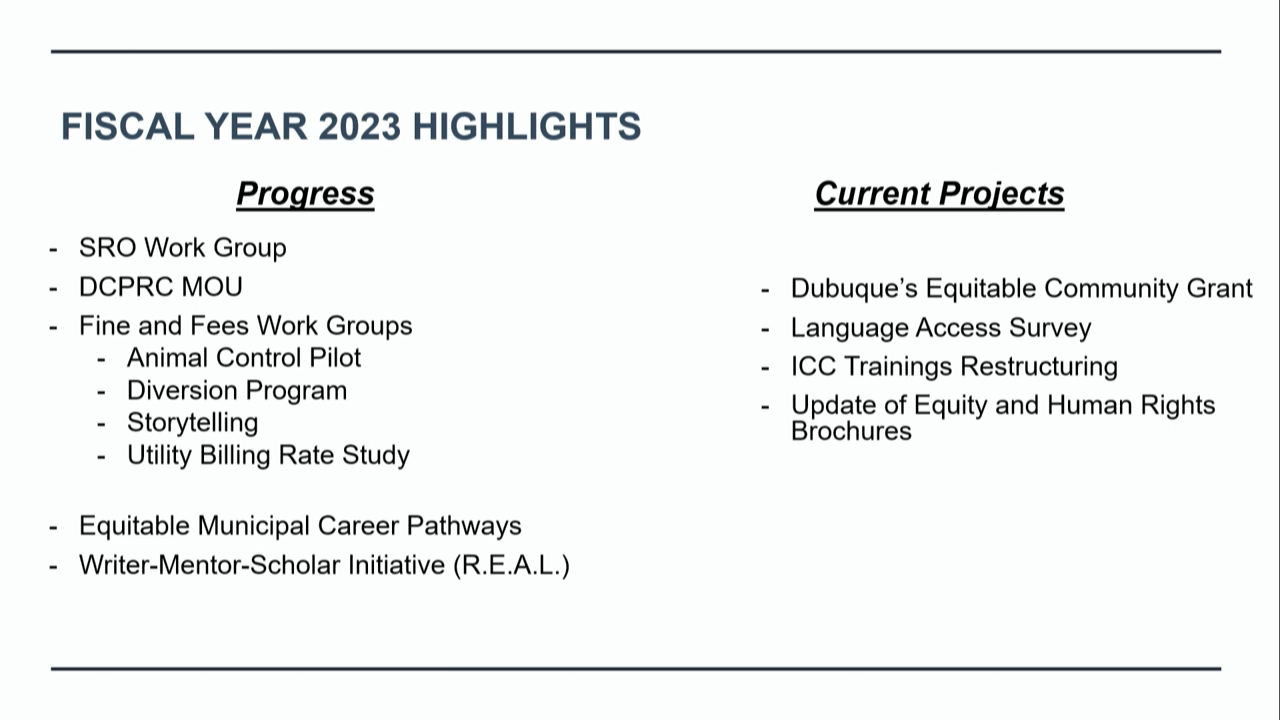 FISCAL YEAR 2023 HIGHLIGHTS
Progress
- SRO Work Group
- DCPRC MOU
- Fine and Fees Work Groups
- Animal Control Pilot
- Diversion Program
- Storytelling
- Utility Billing Rate Study
- Equitable Municipal Career Pathways
- Writer-Mentor-Scholar Initiative (R.E.A.L.)
Current Projects
- Dubuque’s Equitable Community Grant
- Language Access Survey
- ICC Trainings Restructuring
- Update of Equity and Human Rights
Brochures